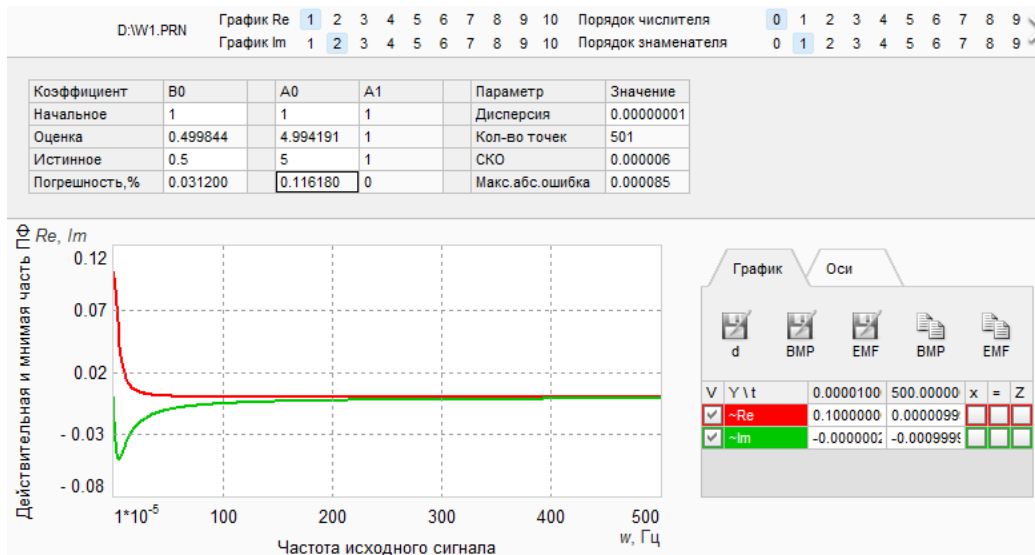 D:\W1.PRN
График Re 1 2 3 4 5 6 7 8 9 10 Порядок числителя 0 1 2 3 4 5 6 7 8 9
График Im 1 2 3 4 5 6 7 8 9 10 Порядок знаменателя 0 1 2 3 4 5 6 7 8 9
Коэффициент B0 A0 A1 Параметр Значение
Начальное 1 1 1 Дисперсия 0.00000001
Оценка 0.499844 4.994191 1 Кол-во точек 501
Истинное 0.5 5 1 СКО 0.000006
Погрешность,% 0.031200 0.116180 0 Макс.абс.ошибка 0.000085
Действительная и мнимая часть ПФ
Re, Im
0.12
0.07
0.02
- 0.03
- 0.08
1*10-5 100 200 300 400 500
w, Гц
Частота исходного сигнала
График Оси
d BMP EMF BMP EMF
V Y \ t 0.0000100 500.00000 x = Z
~Re 0.1000000 0.0000099
~Im -0.0000002 -0.0009999